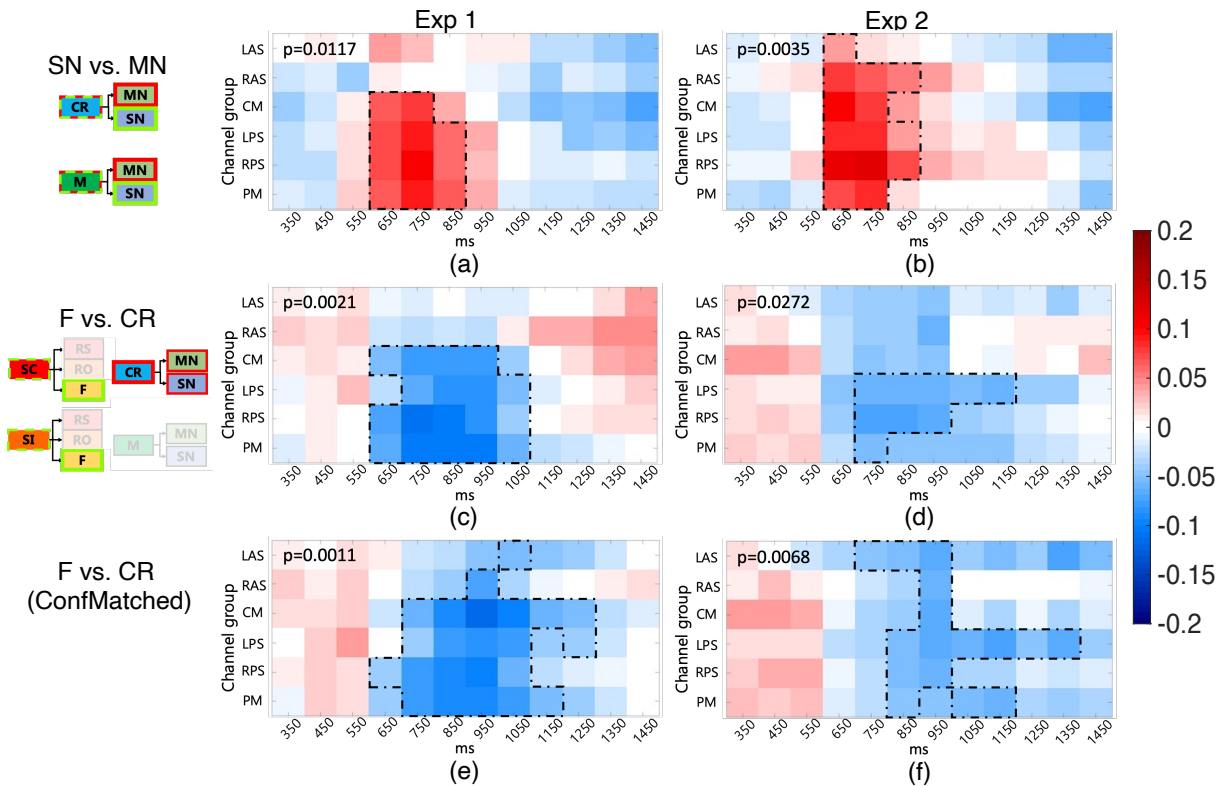 Exp 1
Exp 2
SN vs. MN
CR
MN
SN
M
MN
SN
p=0.0117
Channel group
LAS
RAS
CM
LPS
RPS
PM
350 450 550 650 750 850 950 1050 1150 1250 1350 1450
ms
(a)
p=0.0035
Channel group
LAS
RAS
CM
LPS
RPS
PM
350 450 550 650 750 850 950 1050 1150 1250 1350 1450
ms
(b)
F vs. CR
SC
RS
RO
F
CR
MN
SN
SI
RS
RO
F
M
MN
SN
p=0.0021
Channel group
LAS
RAS
CM
LPS
RPS
PM
350 450 550 650 750 850 950 1050 1150 1250 1350 1450
ms
(c)
p=0.0272
Channel group
LAS
RAS
CM
LPS
RPS
PM
350 450 550 650 750 850 950 1050 1150 1250 1350 1450
ms
(d)
0.2
0.15
0.1
0.05
0
-0.05
-0.1
-0.15
-0.2
F vs. CR
(ConfMatched)
p=0.0011
Channel group
LAS
RAS
CM
LPS
RPS
PM
350 450 550 650 750 850 950 1050 1150 1250 1350 1450
ms
(e)
p=0.0068
Channel group
LAS
RAS
CM
LPS
RPS
PM
350 450 550 650 750 850 950 1050 1150 1250 1350 1450
ms
(f)